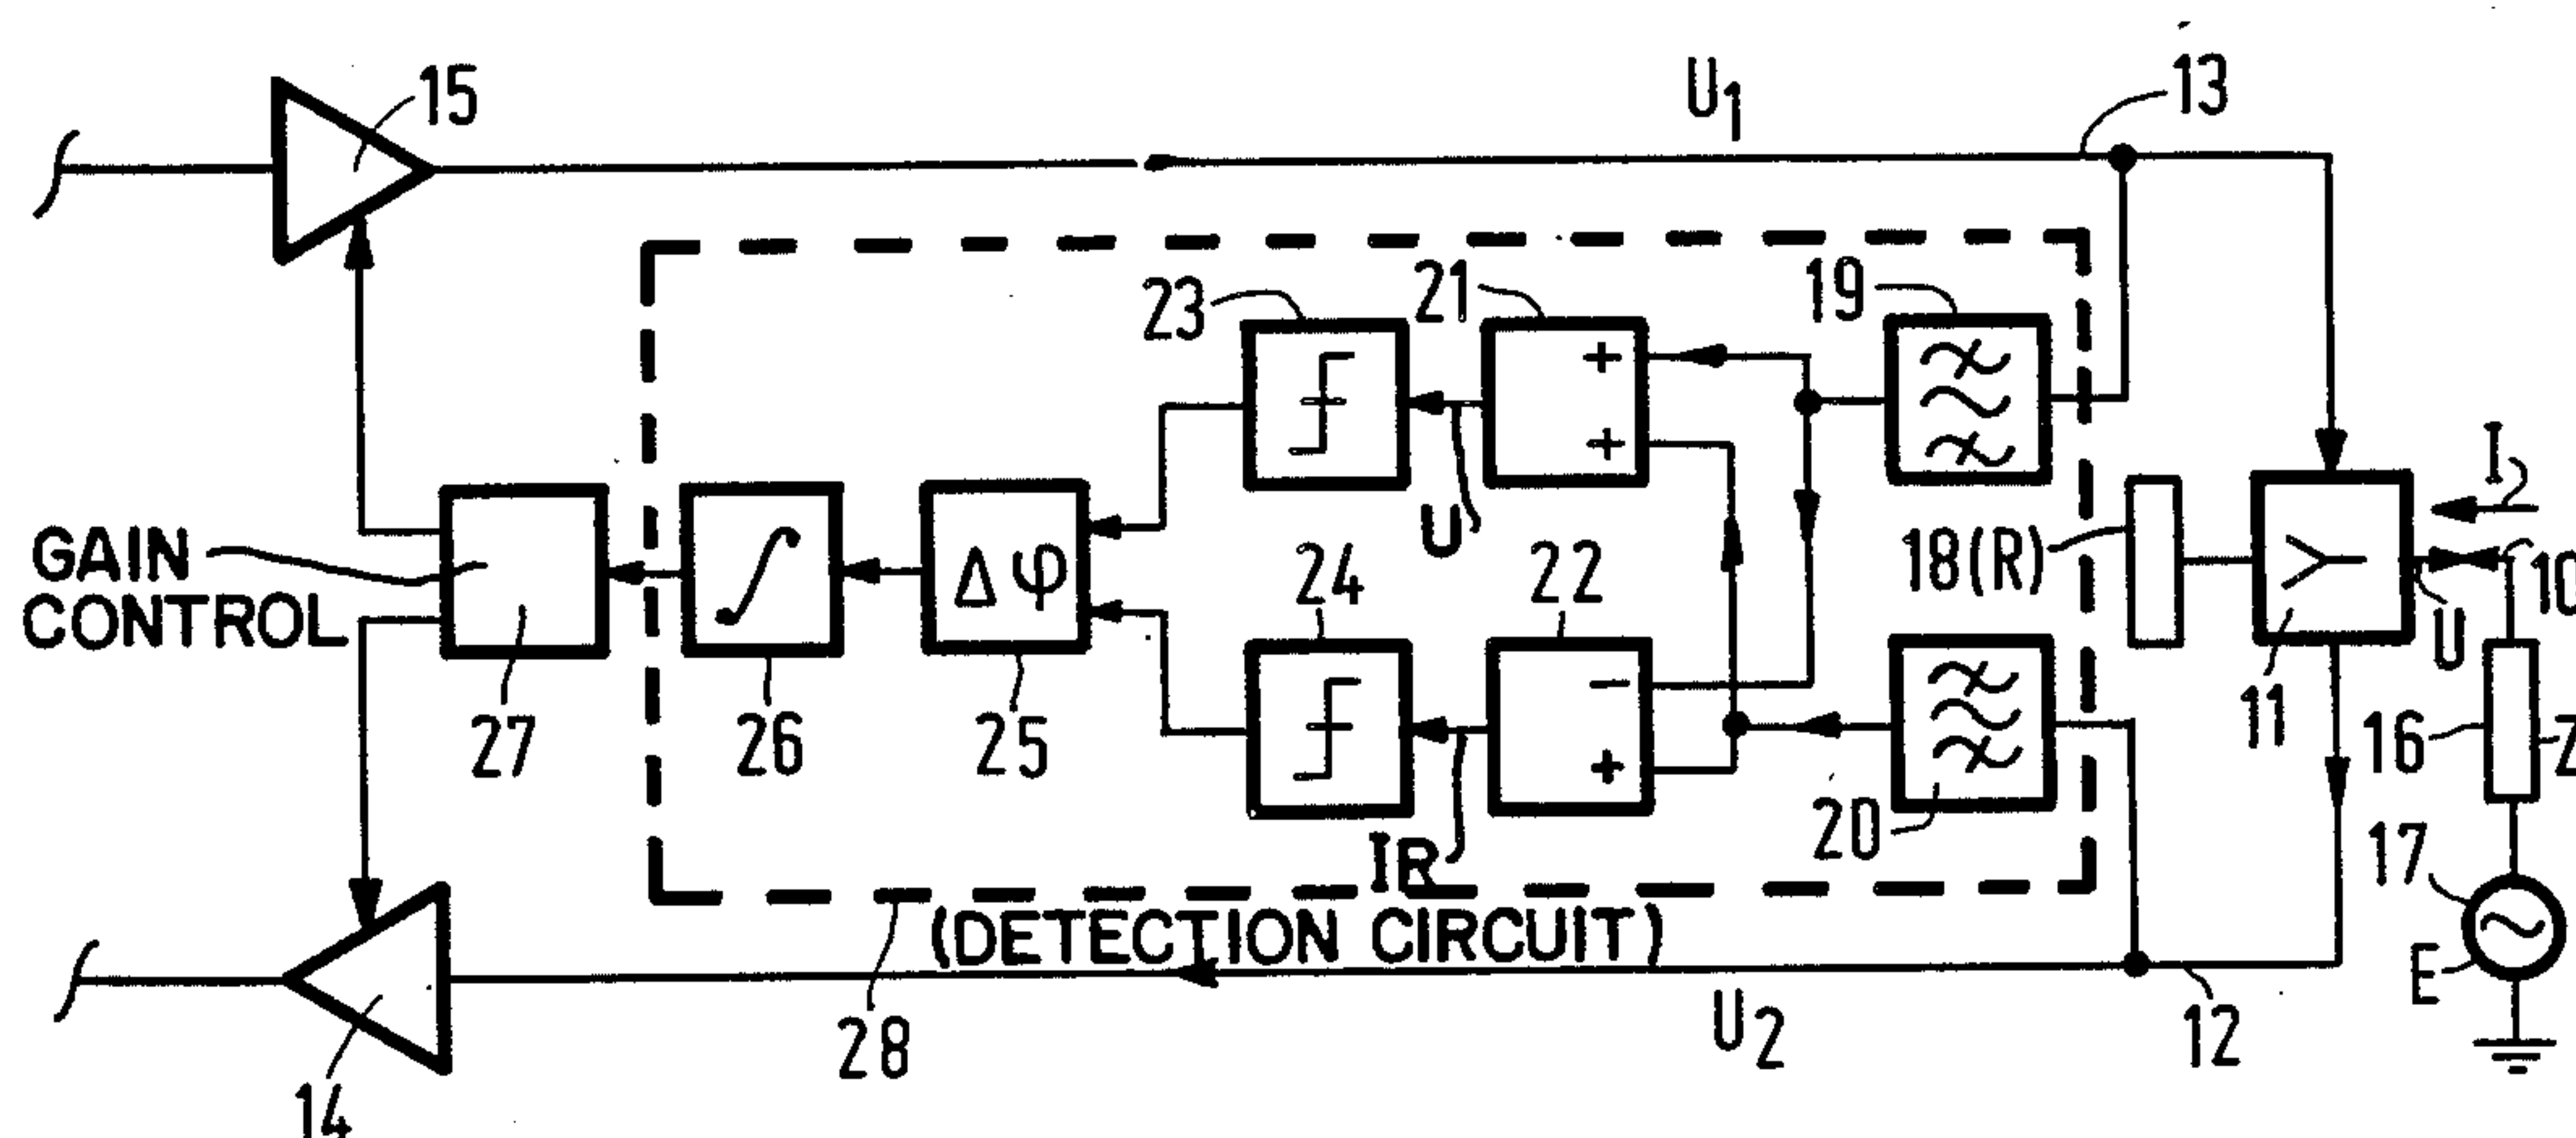 15
U1
13
23
21
19
+
+
I
18(R)
GAIN
CONTROL
Δφ
U
24
22
10
U
−
+
27
26
25
11
16
Z
20
17
IR
(DETECTION CIRCUIT)
E
28
U2
12
14